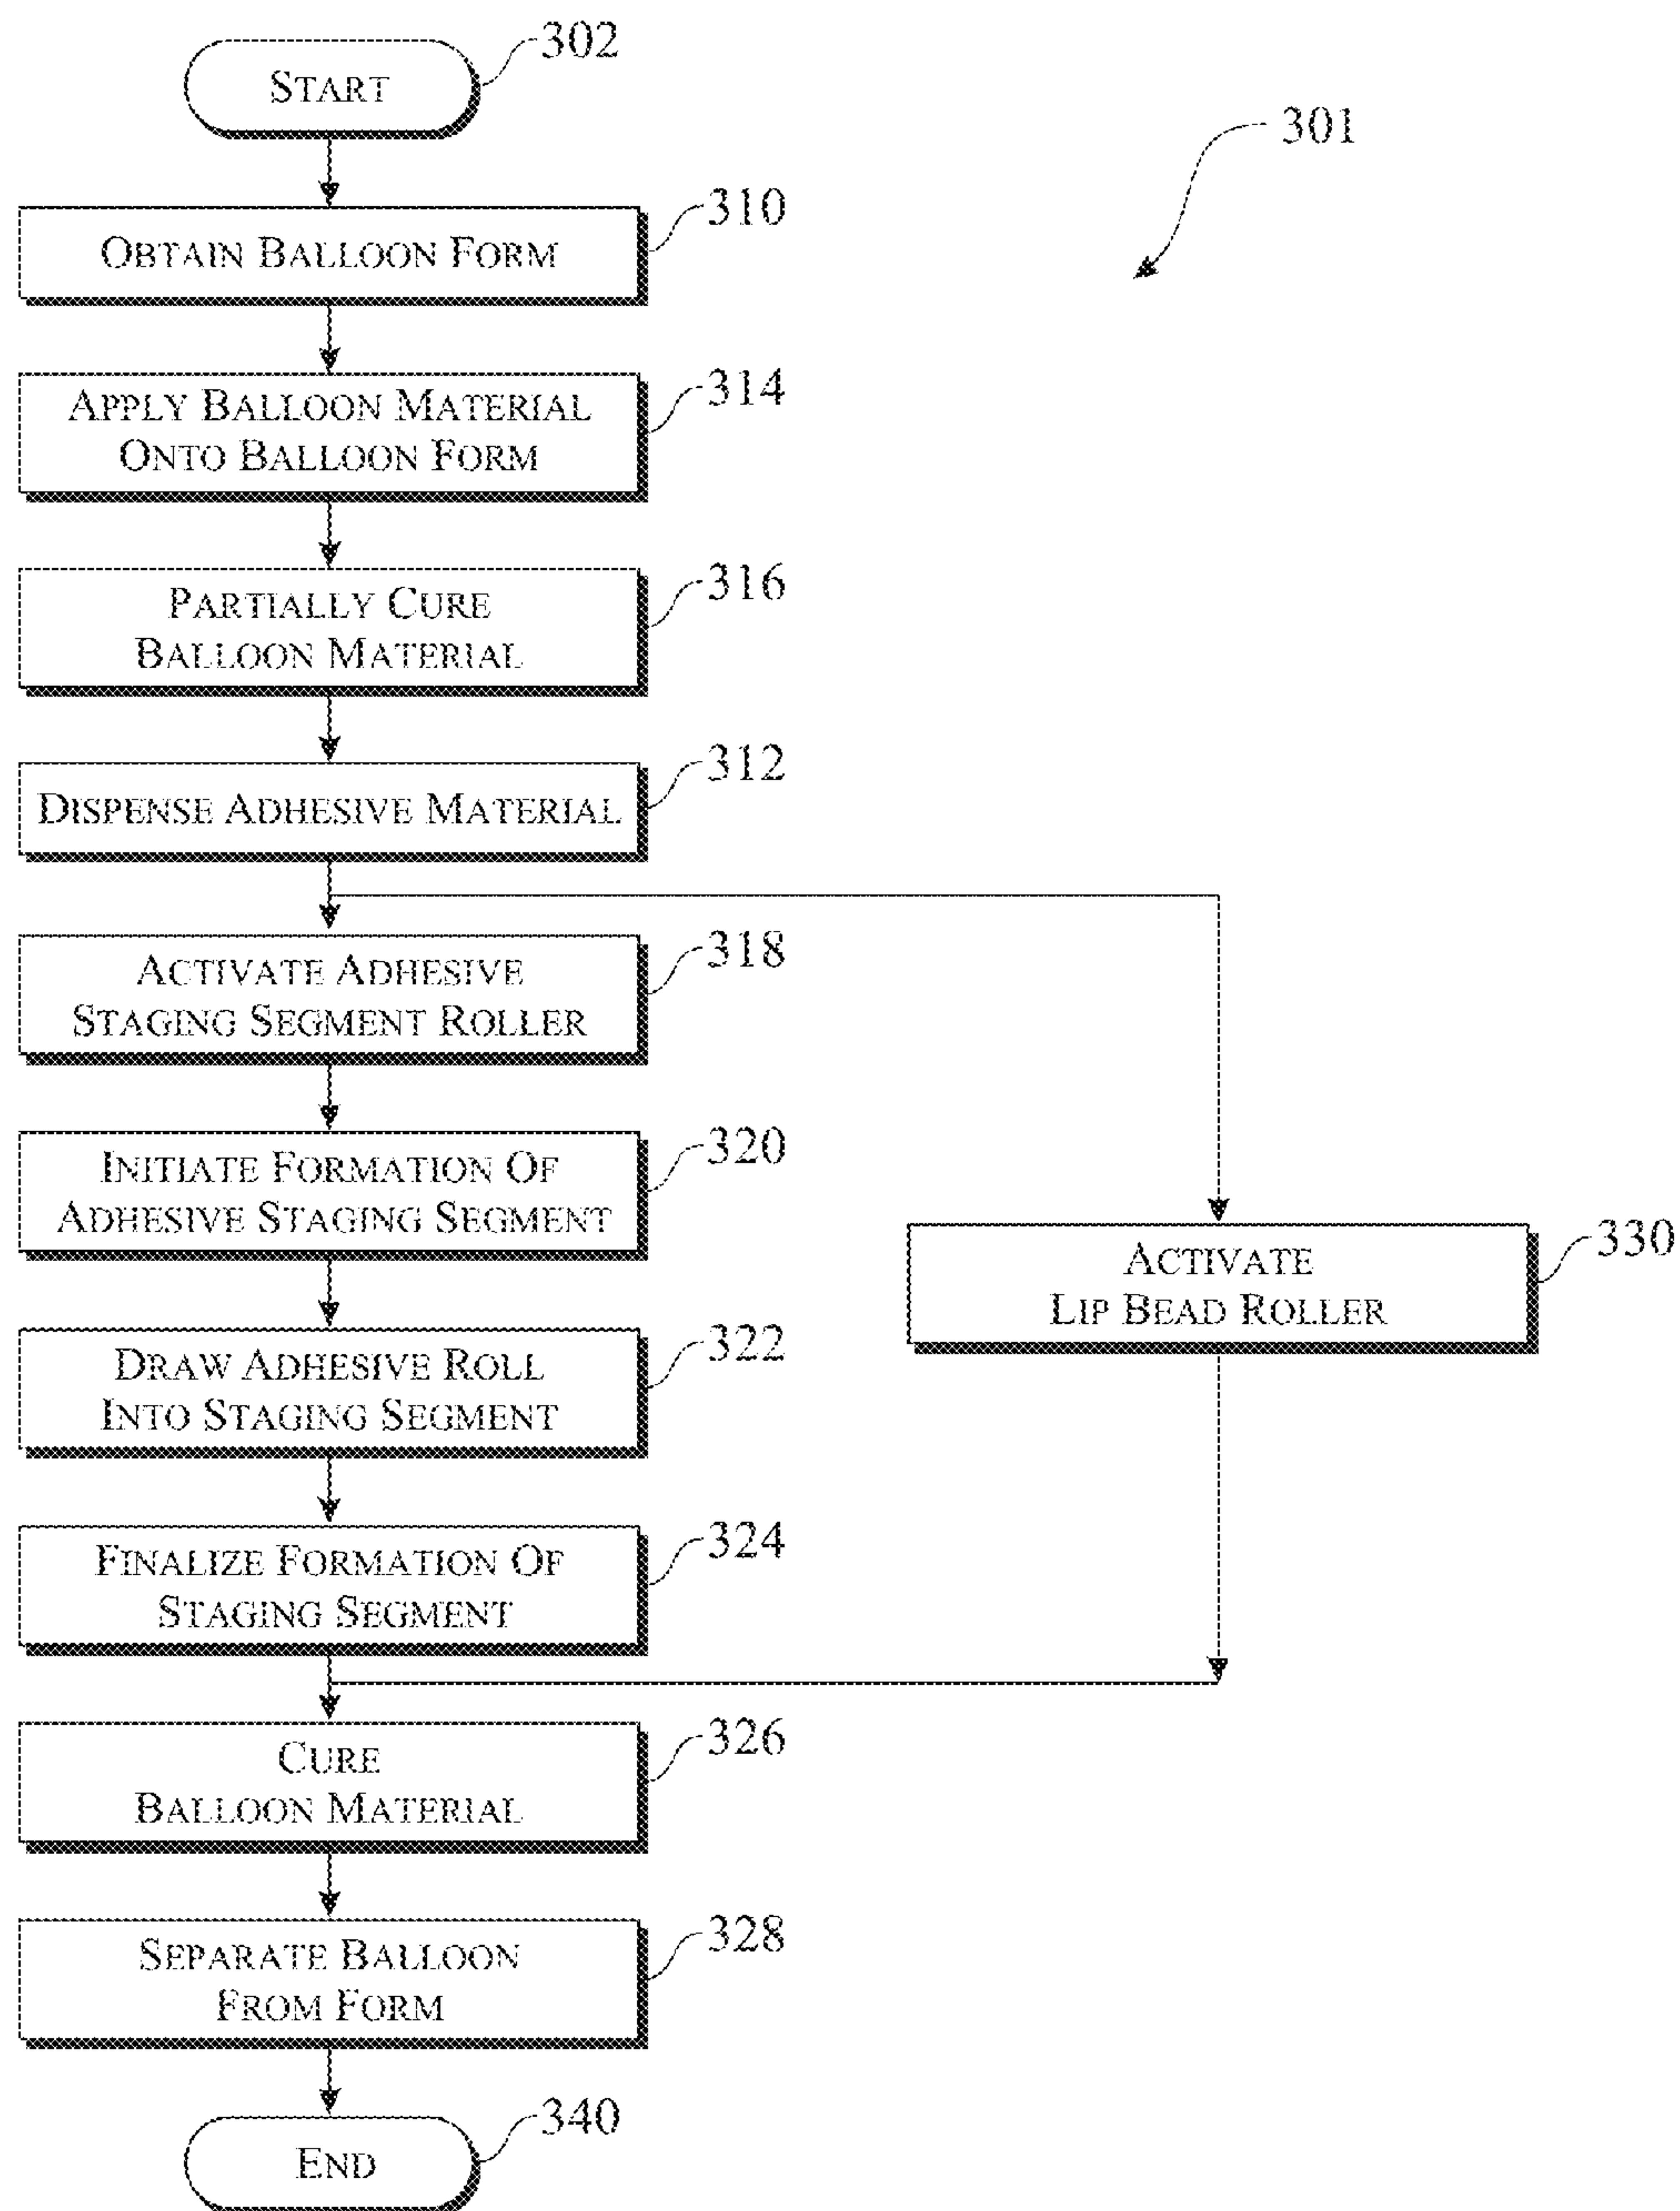 START
302
301
OBTAIN BALLOON FORM
310
APPLY BALLOON MATERIAL
ONTO BALLOON FORM
314
PARTIALLY CURE
BALLOON MATERIAL
316
DISPENSE ADHESIVE MATERIAL
312
ACTIVATE ADHESIVE
STAGING SEGMENT ROLLER
318
INITIATE FORMATION OF
ADHESIVE STAGING SEGMENT
320
ACTIVATE
LIP BEAD ROLLER
330
DRAW ADHESIVE ROLL
INTO STAGING SEGMENT
322
FINALIZE FORMATION OF
STAGING SEGMENT
324
CURE
BALLOON MATERIAL
326
SEPARATE BALLOON
FROM FORM
328
END
340